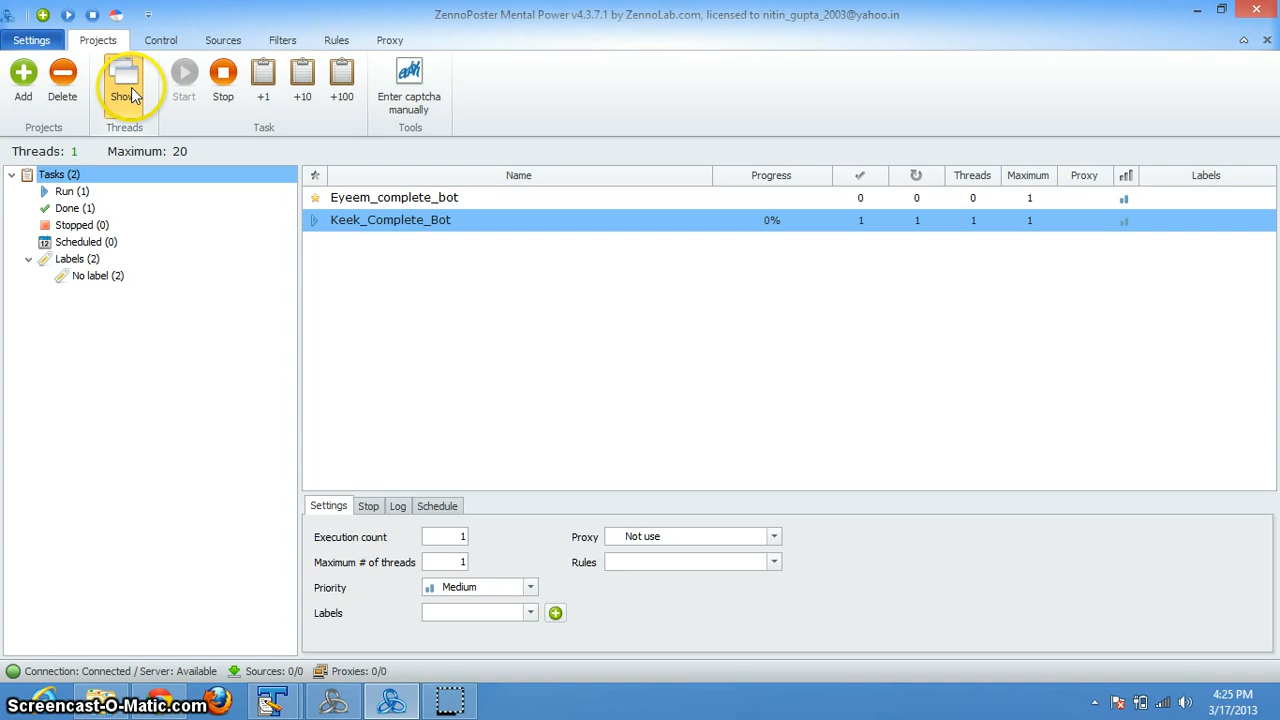 ZennoPoster Mental Power v4.3.7.1 by ZennoLab.com, licensed to nitin_gupta_2003@yahoo.in
Settings Projects Control Sources Filters Rules Proxy
Add Delete Show Start Stop +1 +10 +100 Enter captcha manually
Projects Threads Task Tools
Threads: 1 Maximum: 20
Tasks (2)
Run (1)
Done (1)
Stopped (0)
12 Scheduled (0)
Labels (2)
No label (2)
Name Progress Threads Maximum Proxy Labels
Eyeem_complete_bot 0 0 0 1
Keek_Complete_Bot 0% 1 1 1 1
Settings Stop Log Schedule
Execution count 1 Proxy Not use
Maximum # of threads 1 Rules
Priority Medium
Labels
Connection: Connected / Server: Available Sources: 0/0 Proxies: 0/0
Screencast-O-Matic.com
4:25 PM
3/17/2013